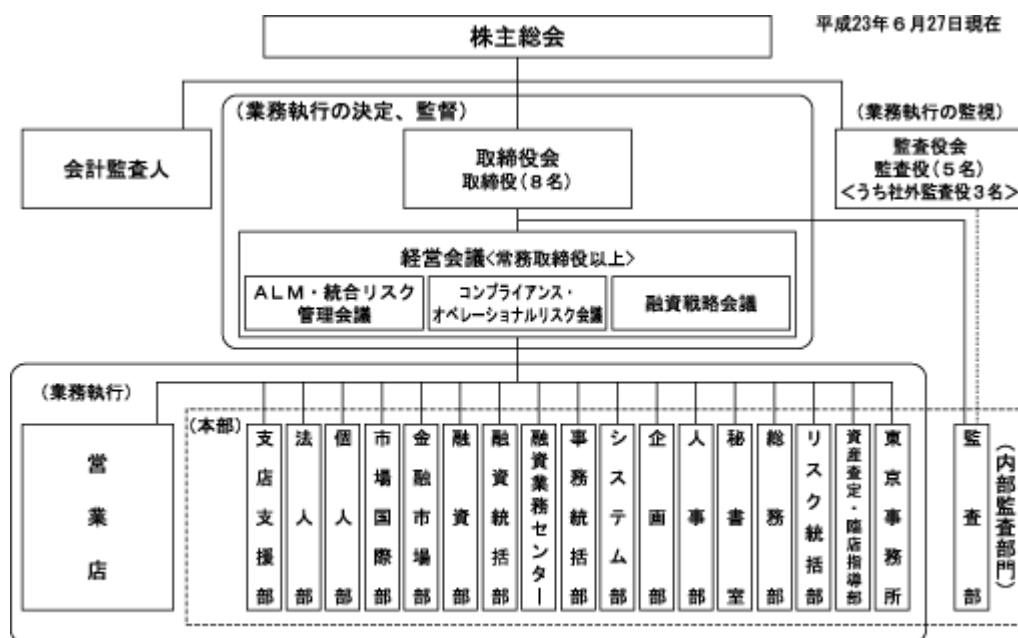 平成23年6月27日現在
株主総会
(業務執行の決定、監督)
(業務執行の監視)
会計監査人
取締役会
取締役(8名)
監査役会
監査役(5名)
<うち社外監査役3名>
経営会議<常務取締役以上>
ALM・統合リスク
管理会議
コンプライアンス・
オペレーショナルリスク会議
融資戦略会議
(業務執行)
(本部)
営業店
支店支援部
法人部
個人部
市場国際部
金融市場部
融資部
融資統括部
融資業務センター
事務統括部
システム部
企画部
人事部
秘書室
総務部
リスク統括部
資産査定・臨店指導部
東京事務所
監査部
(内部監査部門)